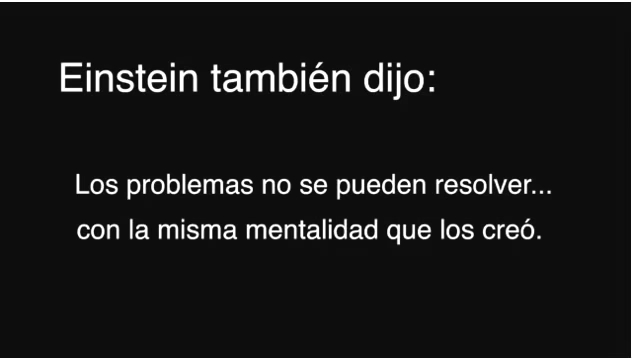 Einstein también dijo:
Los problemas no se pueden resolver...
con la misma mentalidad que los creó.